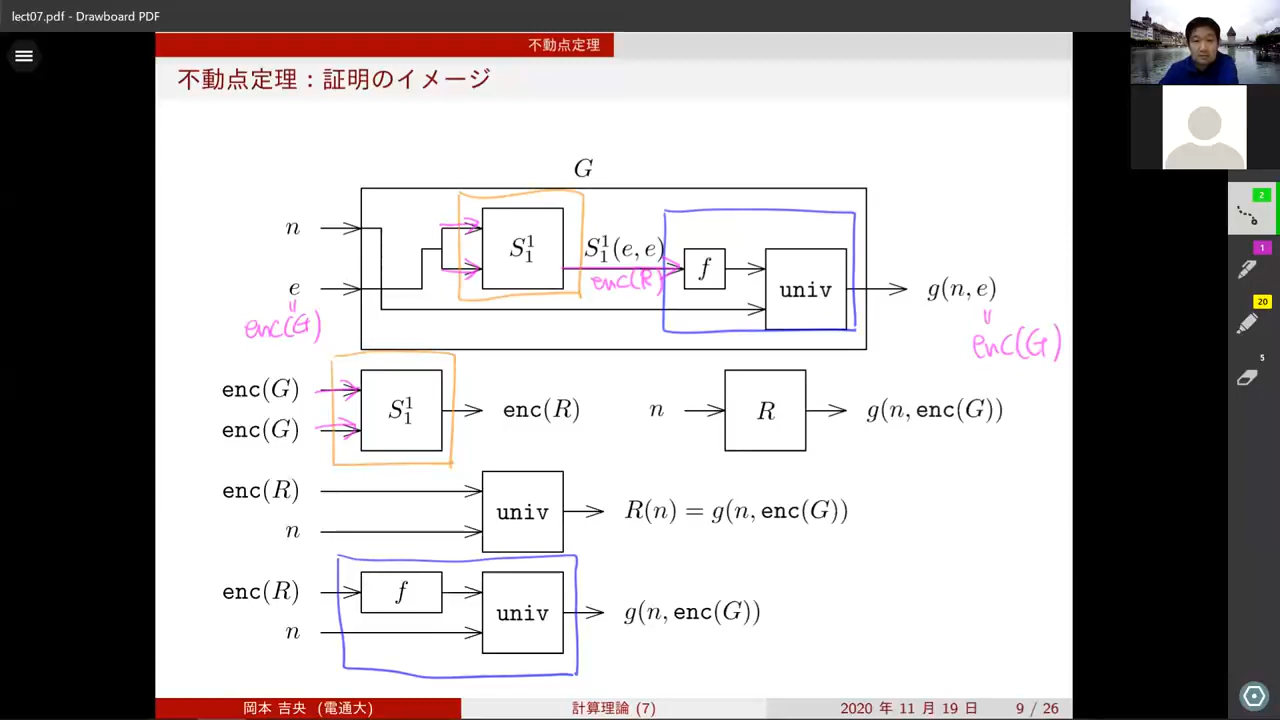 lect07.pdf - Drawboard PDF
不動点定理
不動点定理：証明のイメージ
G
n
S_1^1
S_1^1(e, e)
f
univ
e
enc(R)
g(n, e)
=
enc(G)
=
enc(G)
enc(G)
enc(G)
S_1^1
enc(R)
n
R
g(n, enc(G))
enc(R)
n
univ
R(n) = g(n, enc(G))
enc(R)
n
f
univ
g(n, enc(G))
岡本 吉央 (電通大)
計算理論 (7)
2020 年 11 月 19 日
9 / 26
2
1
20
5